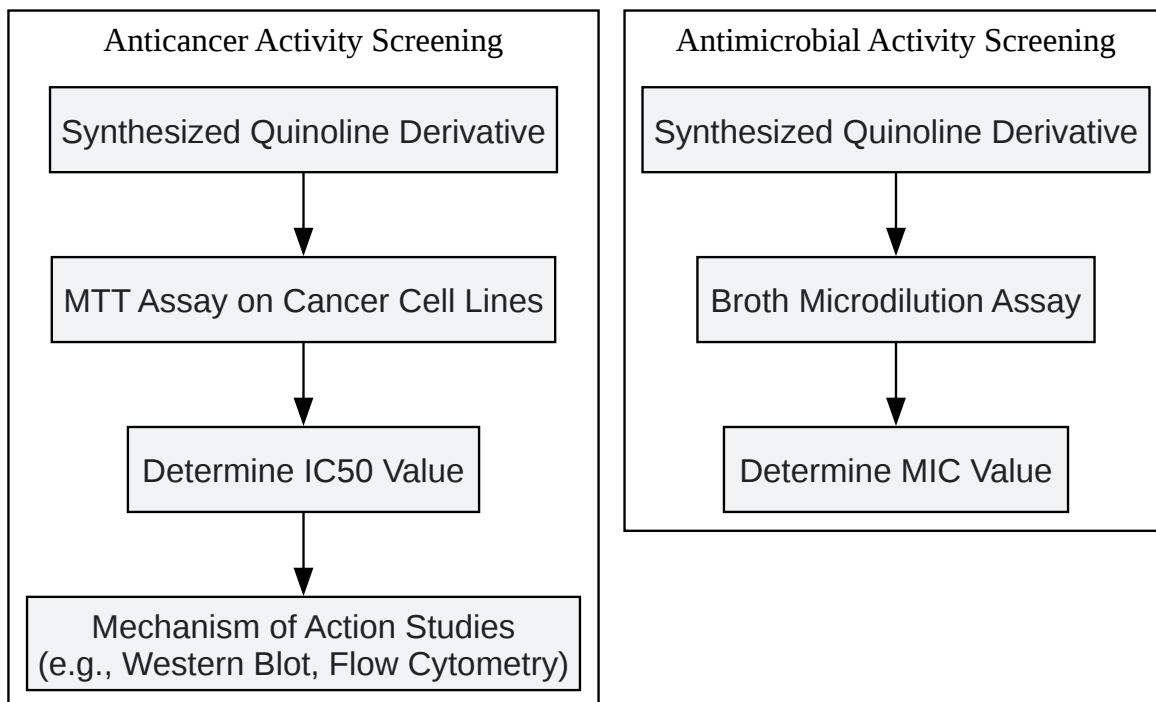 Anticancer Activity Screening
Synthesized Quinoline Derivative
MTT Assay on Cancer Cell Lines
Determine IC50 Value
Mechanism of Action Studies
(e.g., Western Blot, Flow Cytometry)
Antimicrobial Activity Screening
Synthesized Quinoline Derivative
Broth Microdilution Assay
Determine MIC Value